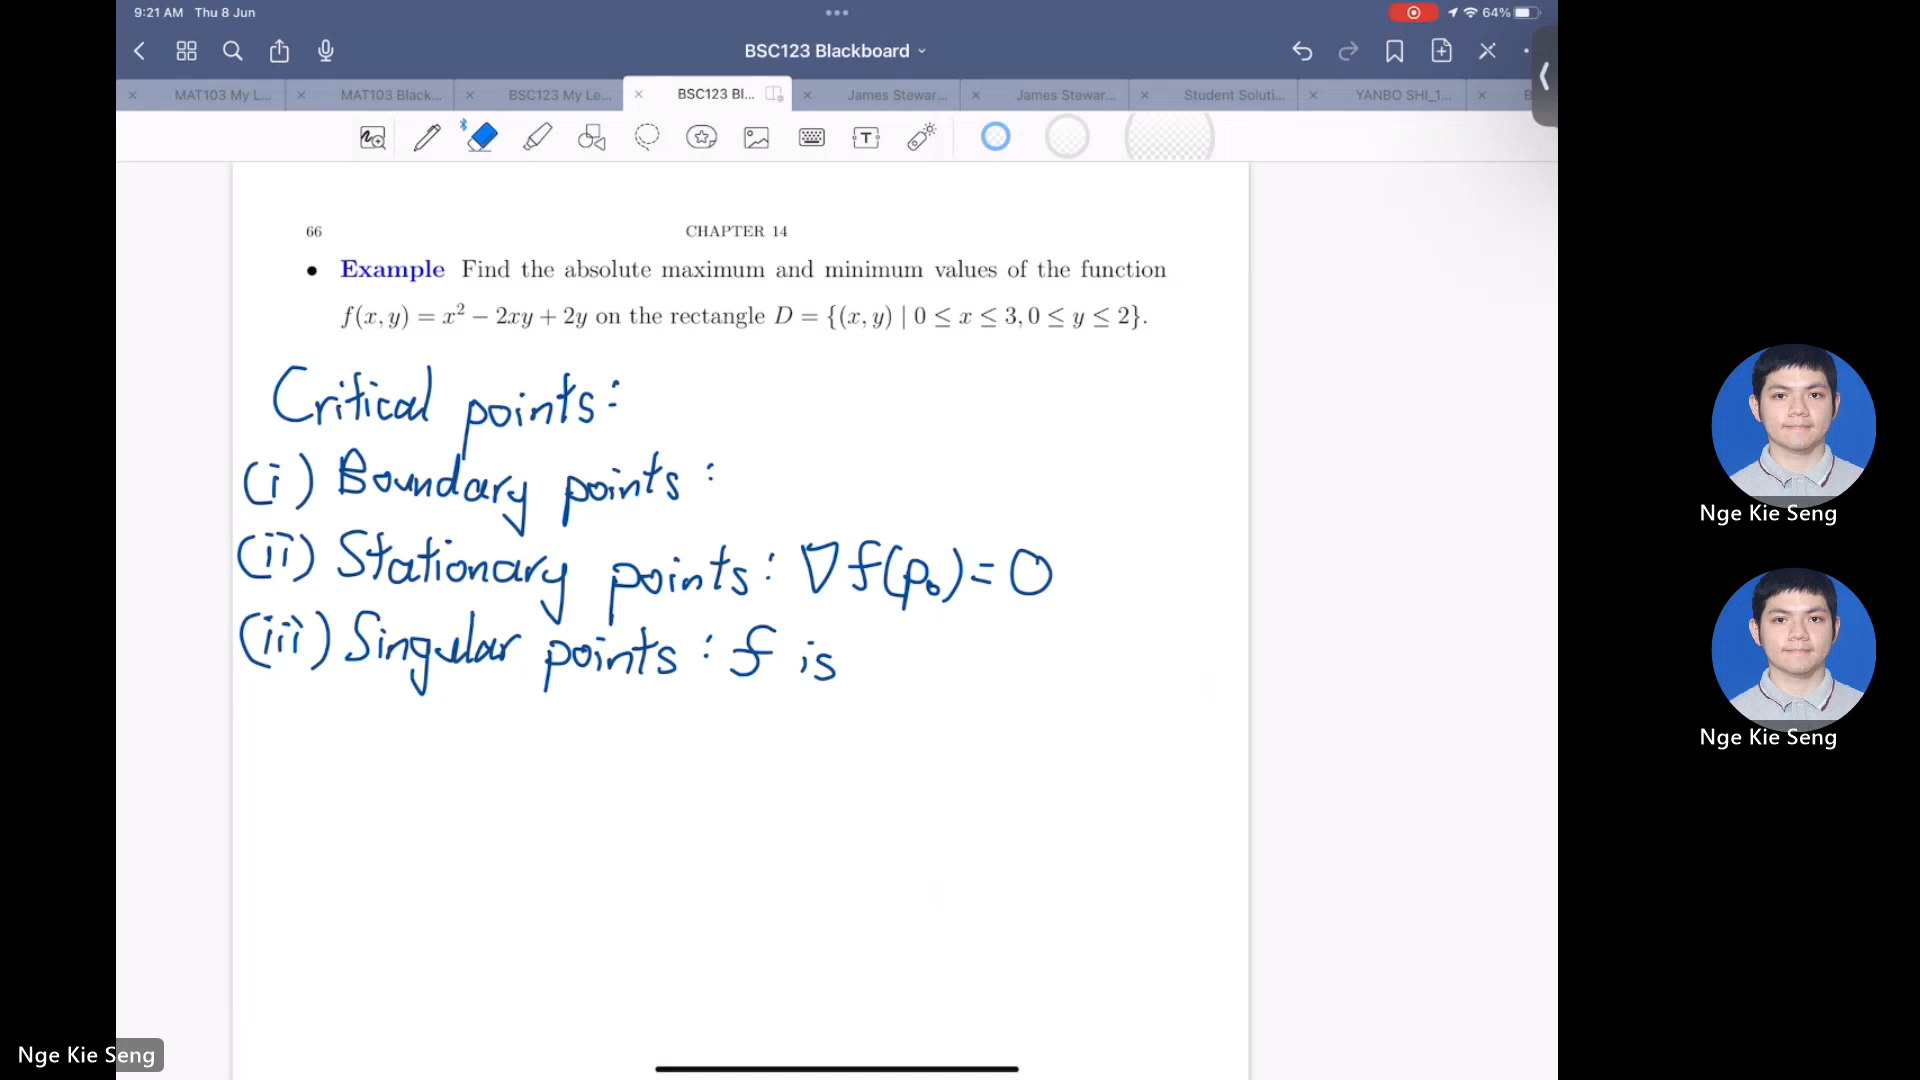 9:21 AM Thu 8 Jun
64%
BSC123 Blackboard
MAT103 My L...
MAT103 Black...
BSC123 My Le...
BSC123 Bl...
James Stewar...
James Stewar...
Student Soluti...
YANBO SHI_1...
B
66 CHAPTER 14
• Example Find the absolute maximum and minimum values of the function
f(x, y) = x² − 2xy + 2y on the rectangle D = {(x, y) | 0 ≤ x ≤ 3, 0 ≤ y ≤ 2}.
Critical points:
(i) Boundary points:
(ii) Stationary points: ∇f(p₀) = 0
(iii) Singular points: f is
Nge Kie Seng
Nge Kie Seng
Nge Kie Seng